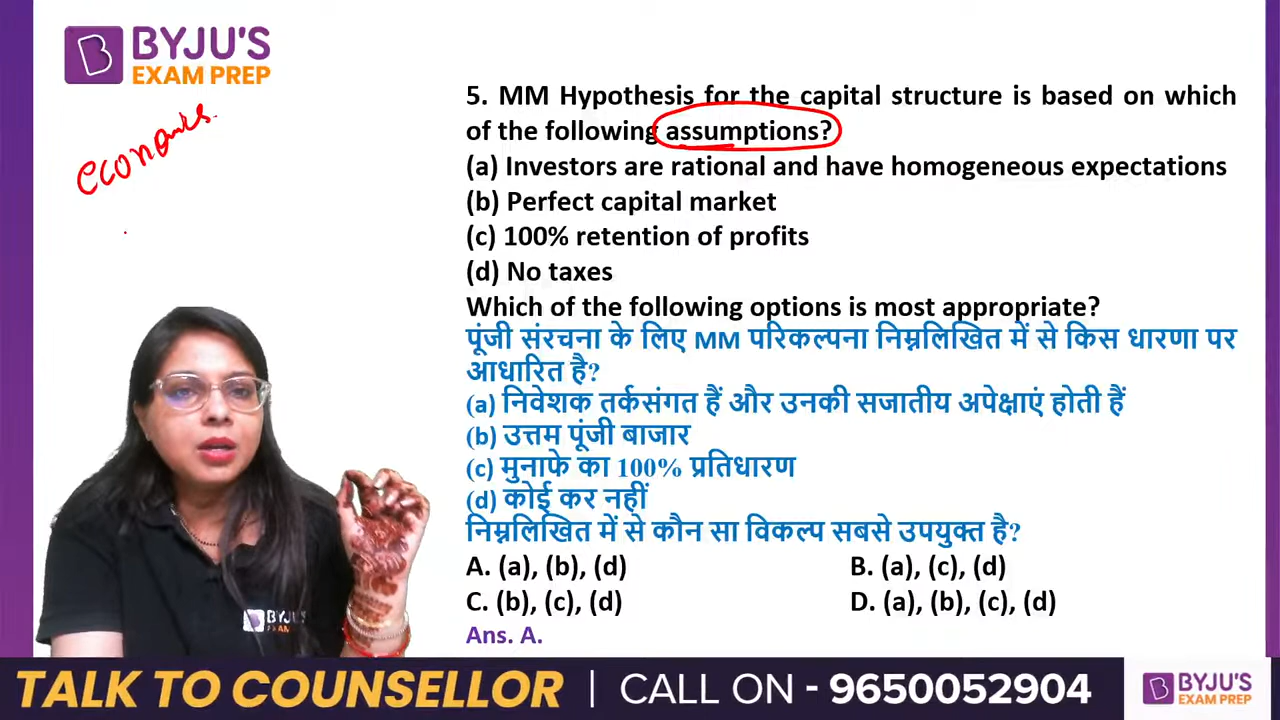 BYJU'S
EXAM PREP
Economics.
5. MM Hypothesis for the capital structure is based on which
of the following assumptions?
(a) Investors are rational and have homogeneous expectations
(b) Perfect capital market
(c) 100% retention of profits
(d) No taxes
Which of the following options is most appropriate?
पूंजी संरचना के लिए MM परिकल्पना निम्नलिखित में से किस धारणा पर
आधारित है?
(a) निवेशक तर्कसंगत हैं और उनकी सजातीय अपेक्षाएं होती हैं
(b) उत्तम पूंजी बाजार
(c) मुनाफे का 100% प्रतिधारण
(d) कोई कर नहीं
निम्नलिखित में से कौन सा विकल्प सबसे उपयुक्त है?
A. (a), (b), (d) B. (a), (c), (d)
C. (b), (c), (d) D. (a), (b), (c), (d)
Ans. A.
BYJU'S
EXAM PREP
TALK TO COUNSELLOR | CALL ON - 9650052904
BYJU'S
EXAM PREP